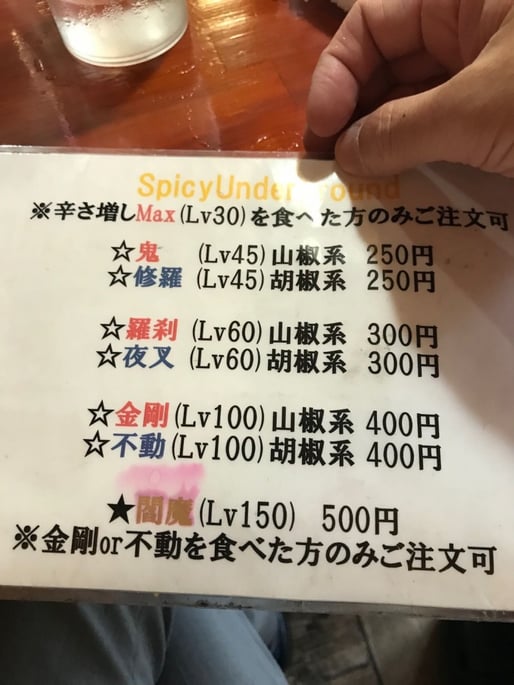 SpicyUnderground
※辛さ増しMax(Lv30)を食べた方のみご注文可
☆鬼 (Lv45)山椒系 250円
☆修羅 (Lv45)胡椒系 250円
☆羅刹(Lv60)山椒系 300円
☆夜叉(Lv60)胡椒系 300円
☆金剛(Lv100)山椒系 400円
☆不動(Lv100)胡椒系 400円
★閻魔(Lv150) 500円
※金剛or不動を食べた方のみご注文可